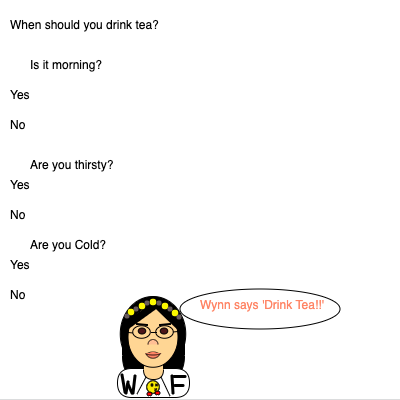 When should you drink tea?
Is it morning?
Yes
No
Are you thirsty?
Yes
No
Are you Cold?
Yes
No
Wynn says 'Drink Tea!!'
W F